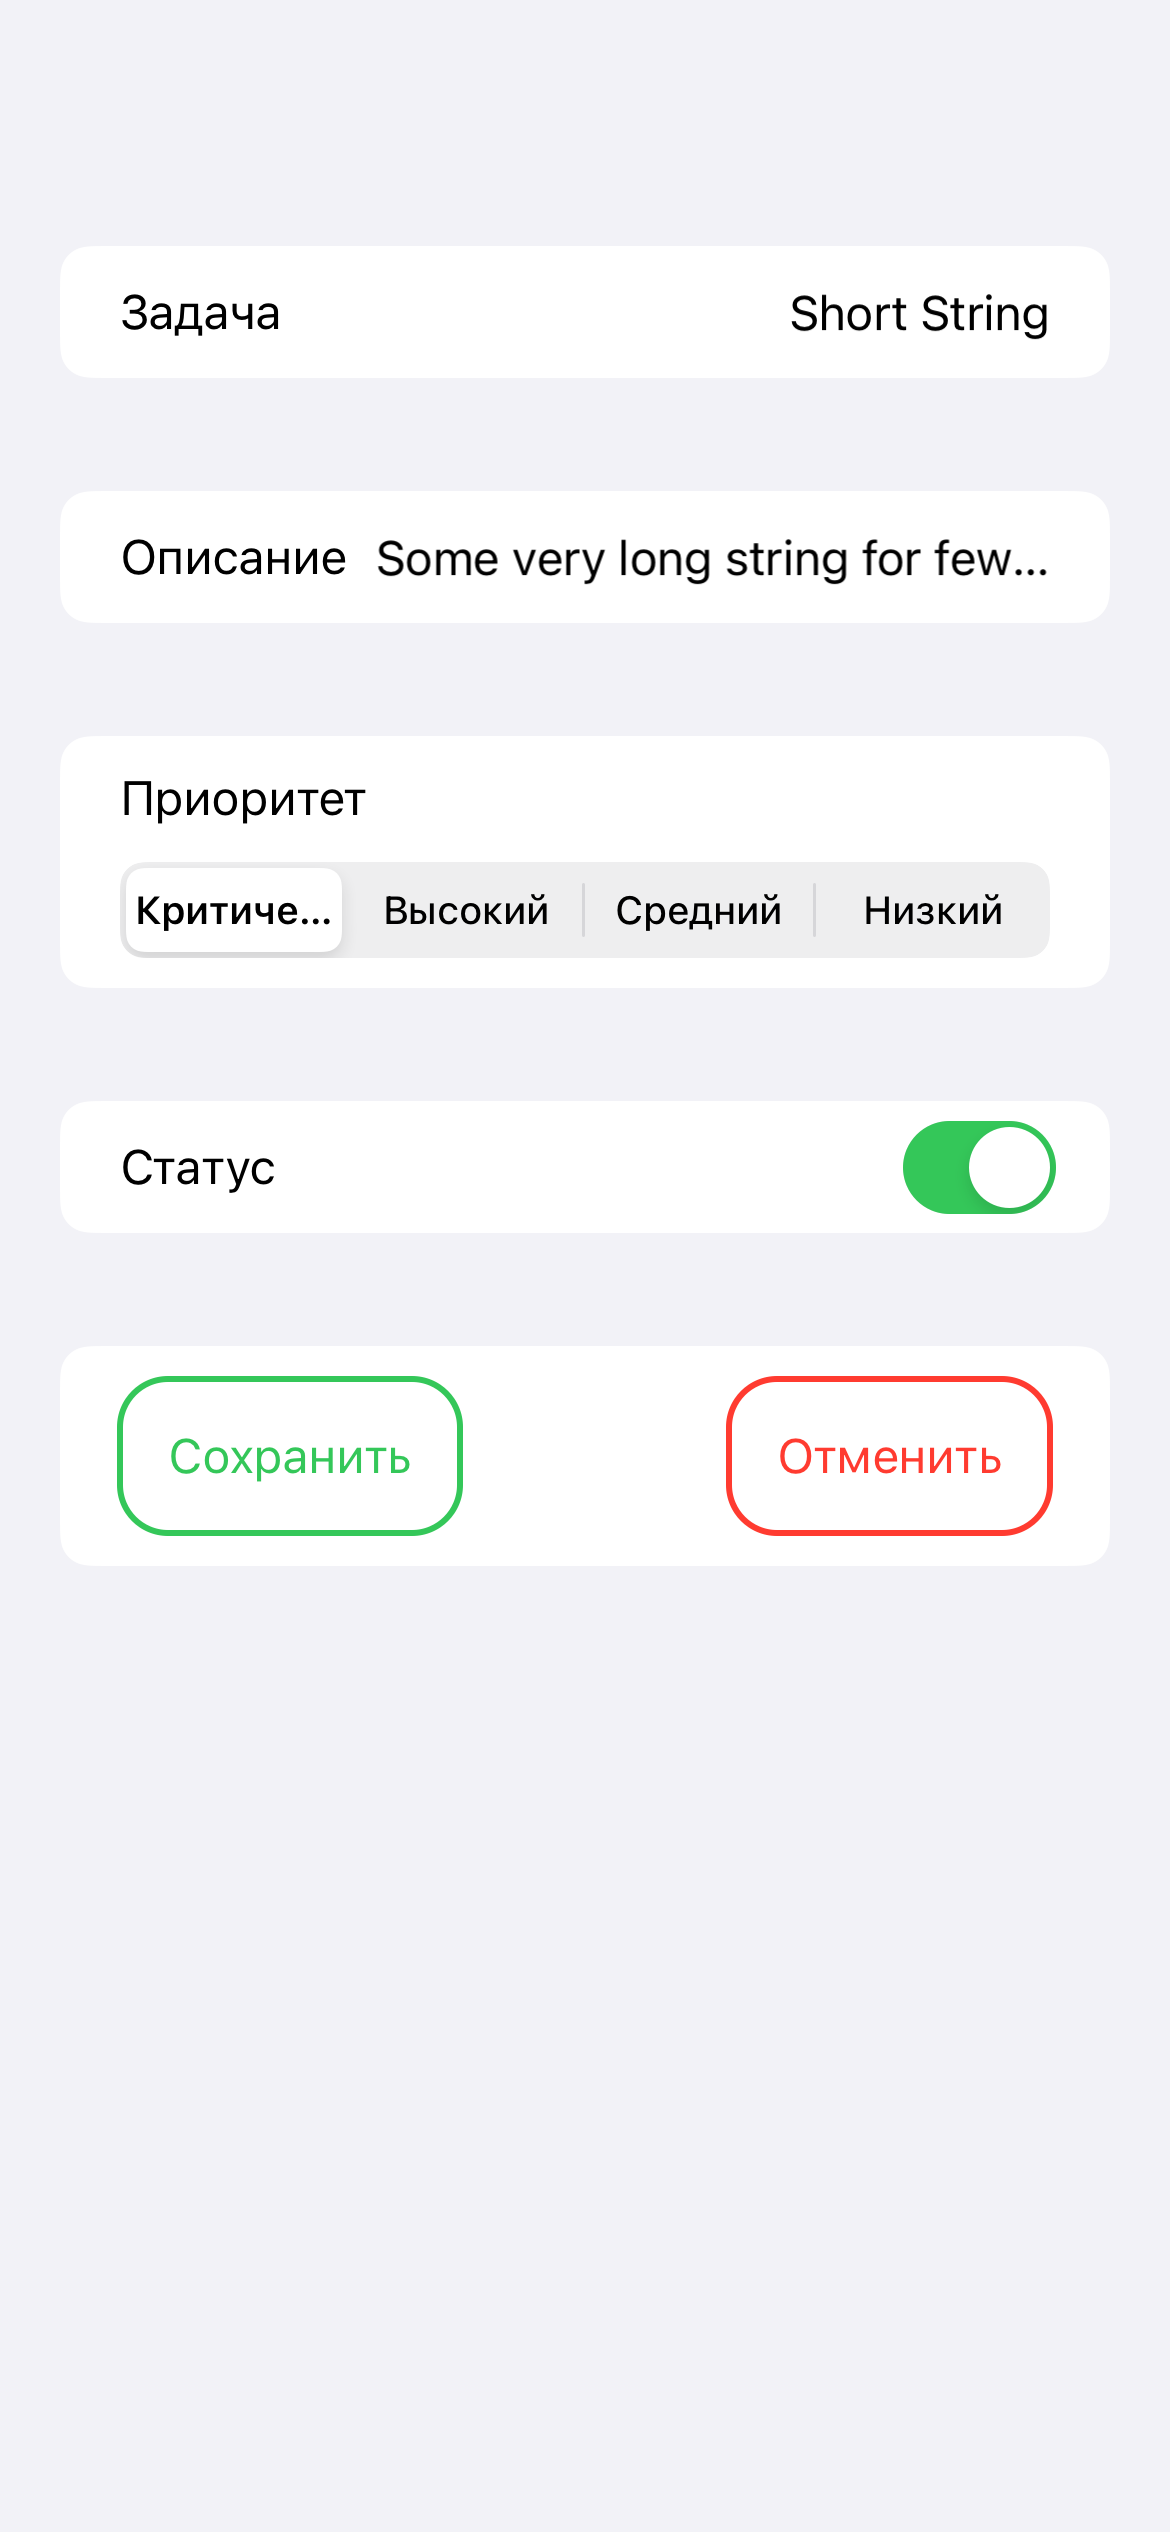 Задача Short String
Описание Some very long string for few...
Приоритет
Критиче... Высокий Средний Низкий
Статус
Сохранить Отменить